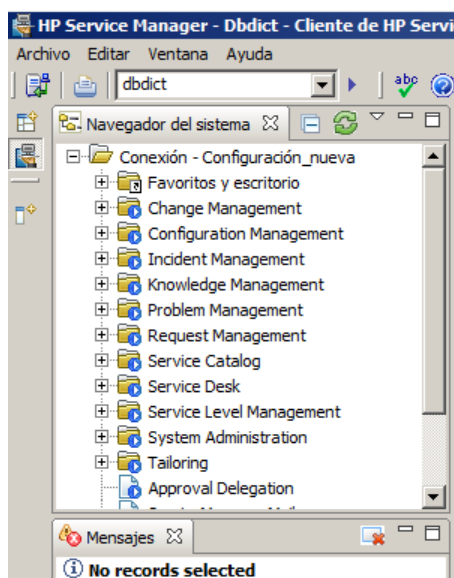 HP Service Manager - Dbdict - Cliente de HP Servi
Archivo Editar Ventana Ayuda
dbdict
abc
Navegador del sistema
Conexión - Configuración_nueva
Favoritos y escritorio
Change Management
Configuration Management
Incident Management
Knowledge Management
Problem Management
Request Management
Service Catalog
Service Desk
Service Level Management
System Administration
Tailoring
Approval Delegation
Mensajes
No records selected